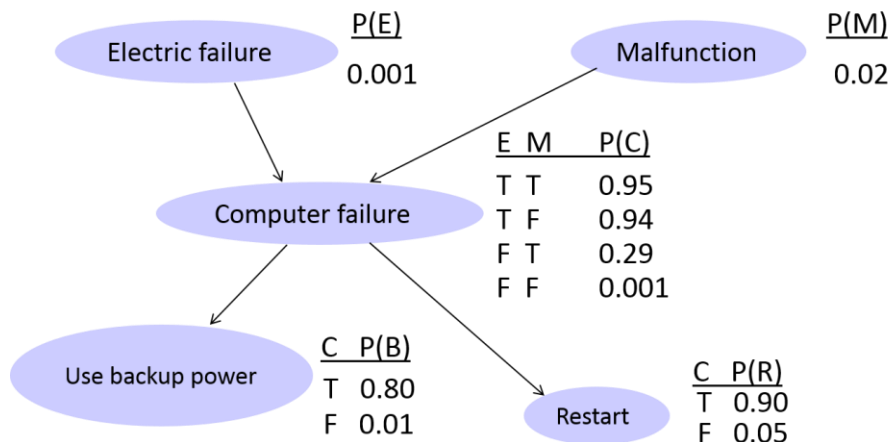 Electric failure
P(E)
0.001
Malfunction
P(M)
0.02
Computer failure
E M P(C)
T T 0.95
T F 0.94
F T 0.29
F F 0.001
Use backup power
C P(B)
T 0.80
F 0.01
Restart
C P(R)
T 0.90
F 0.05